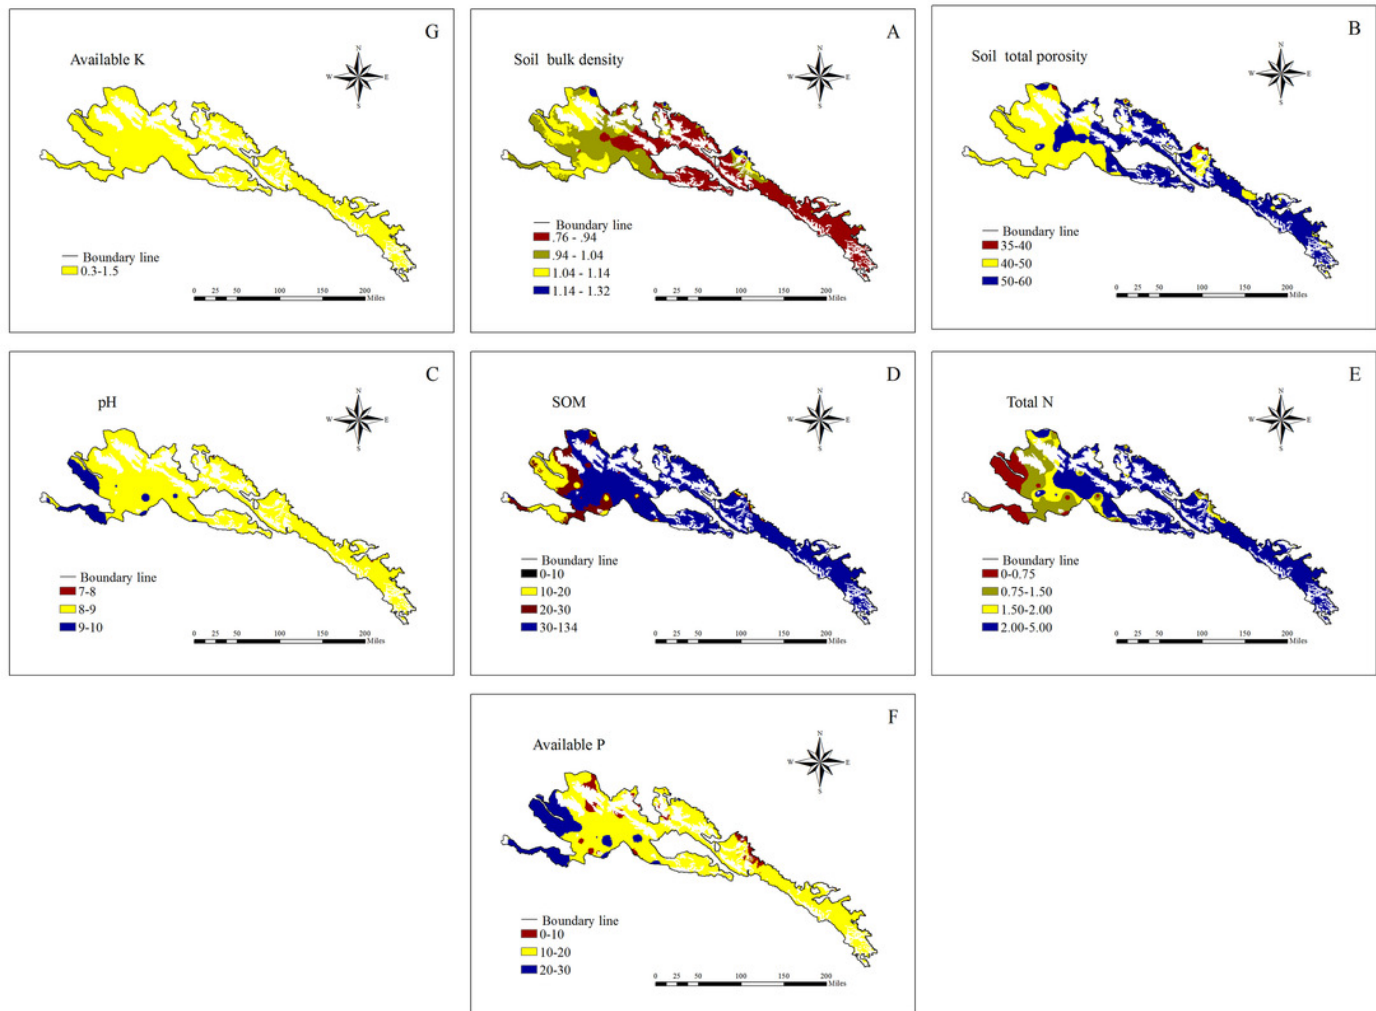 G
Available K
N
W E
S
Boundary line
0.3-1.5
0 25 50 100 150 200
Miles
A
Soil bulk density
N
W E
S
Boundary line
.76 - .94
.94 - 1.04
1.04 - 1.14
1.14 - 1.32
0 25 50 100 150 200
Miles
B
Soil total porosity
N
W E
S
Boundary line
35-40
40-50
50-60
0 25 50 100 150 200
Miles
C
pH
N
W E
S
Boundary line
7-8
8-9
9-10
0 25 50 100 150 200
Miles
D
SOM
N
W E
S
Boundary line
0-10
10-20
20-30
30-134
0 25 50 100 150 200
Miles
E
Total N
N
W E
S
Boundary line
0-0.75
0.75-1.50
1.50-2.00
2.00-5.00
0 25 50 100 150 200
Miles
F
Available P
N
W E
S
Boundary line
0-10
10-20
20-30
0 25 50 100 150 200
Miles